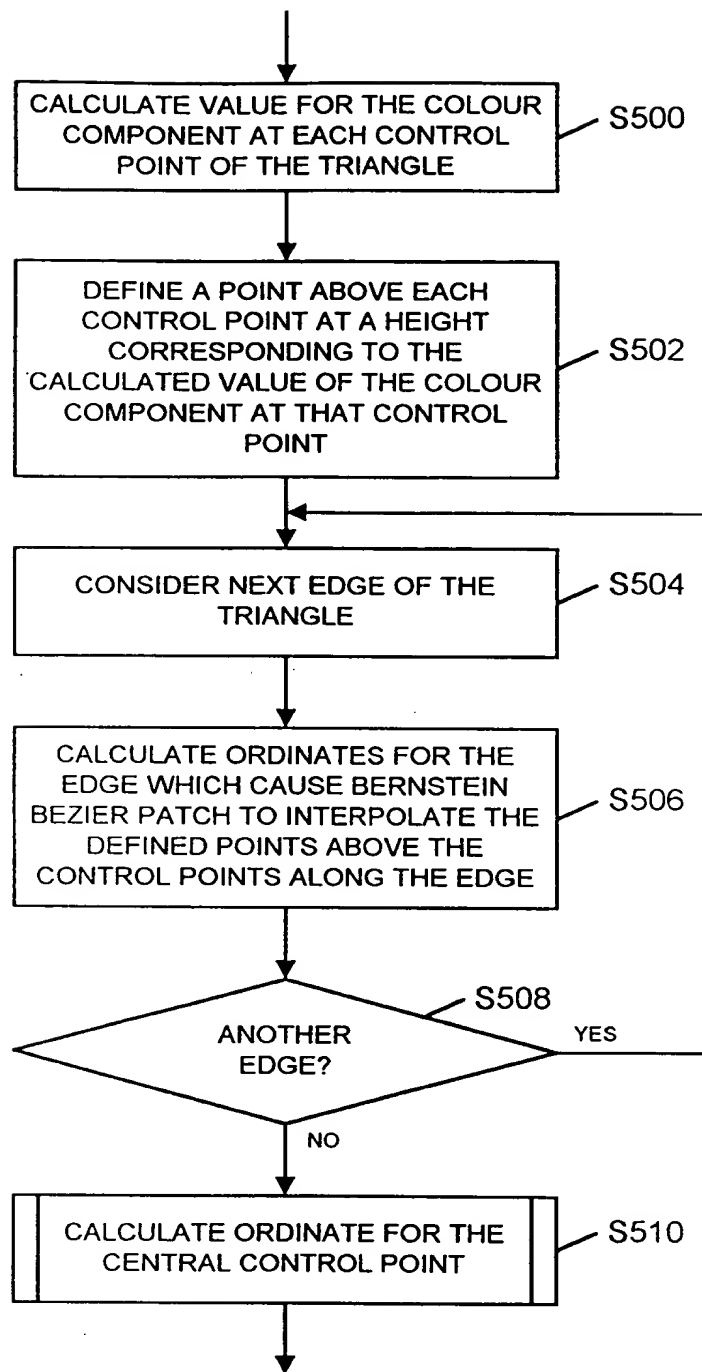 CALCULATE VALUE FOR THE COLOUR
COMPONENT AT EACH CONTROL
POINT OF THE TRIANGLE
S500
DEFINE A POINT ABOVE EACH
CONTROL POINT AT A HEIGHT
CORRESPONDING TO THE
CALCULATED VALUE OF THE COLOUR
COMPONENT AT THAT CONTROL
POINT
S502
CONSIDER NEXT EDGE OF THE
TRIANGLE
S504
CALCULATE ORDINATES FOR THE
EDGE WHICH CAUSE BERNSTEIN
BEZIER PATCH TO INTERPOLATE THE
DEFINED POINTS ABOVE THE
CONTROL POINTS ALONG THE EDGE
S506
S508
ANOTHER
EDGE?
YES
NO
CALCULATE ORDINATE FOR THE
CENTRAL CONTROL POINT
S510